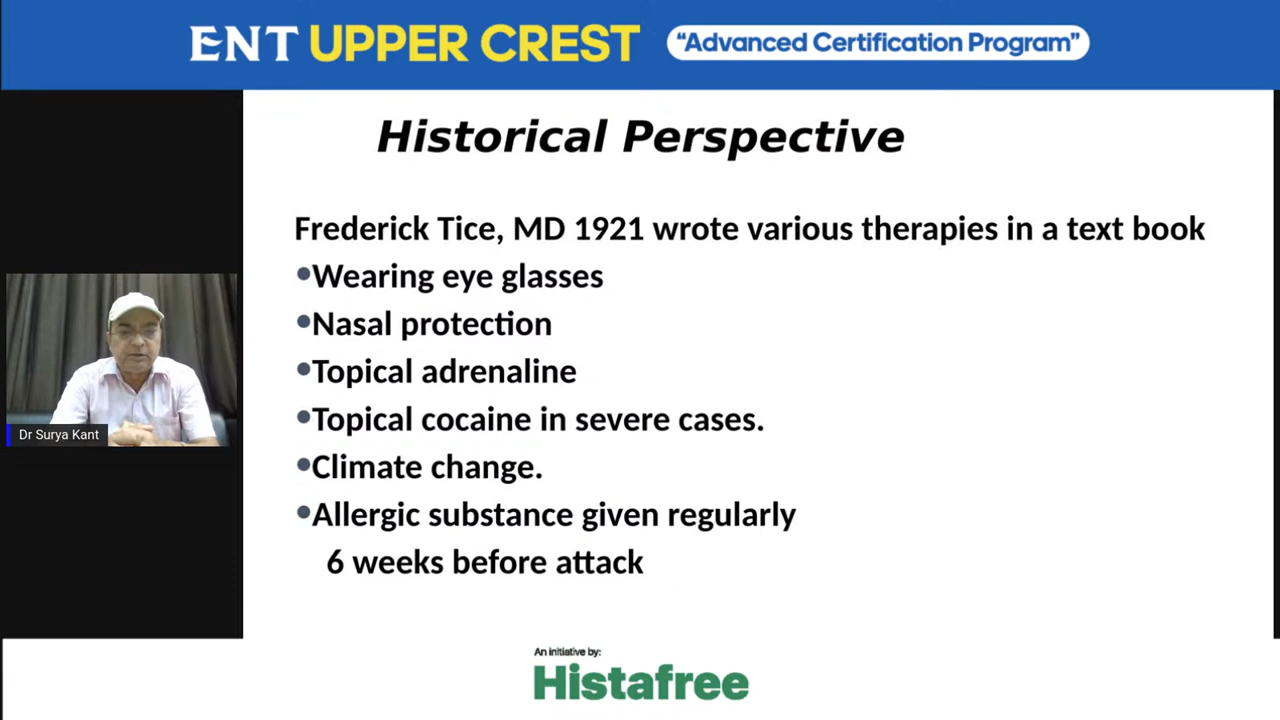 ENT UPPER CREST "Advanced Certification Program"
Historical Perspective
Frederick Tice, MD 1921 wrote various therapies in a text book
•Wearing eye glasses
•Nasal protection
•Topical adrenaline
•Topical cocaine in severe cases.
•Climate change.
•Allergic substance given regularly
6 weeks before attack
Dr Surya Kant
An initiative by:
Histafree